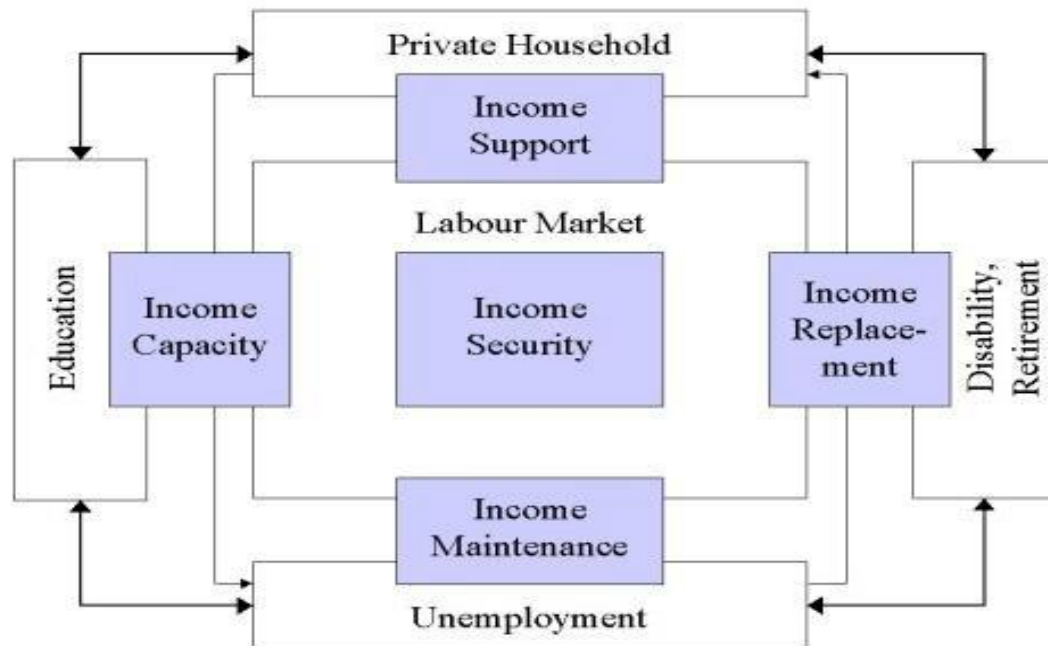 Private Household
Income
Support
Labour Market
Education
Income
Capacity
Income
Security
Income
Replace-
ment
Disability,
Retirement
Income
Maintenance
Unemployment